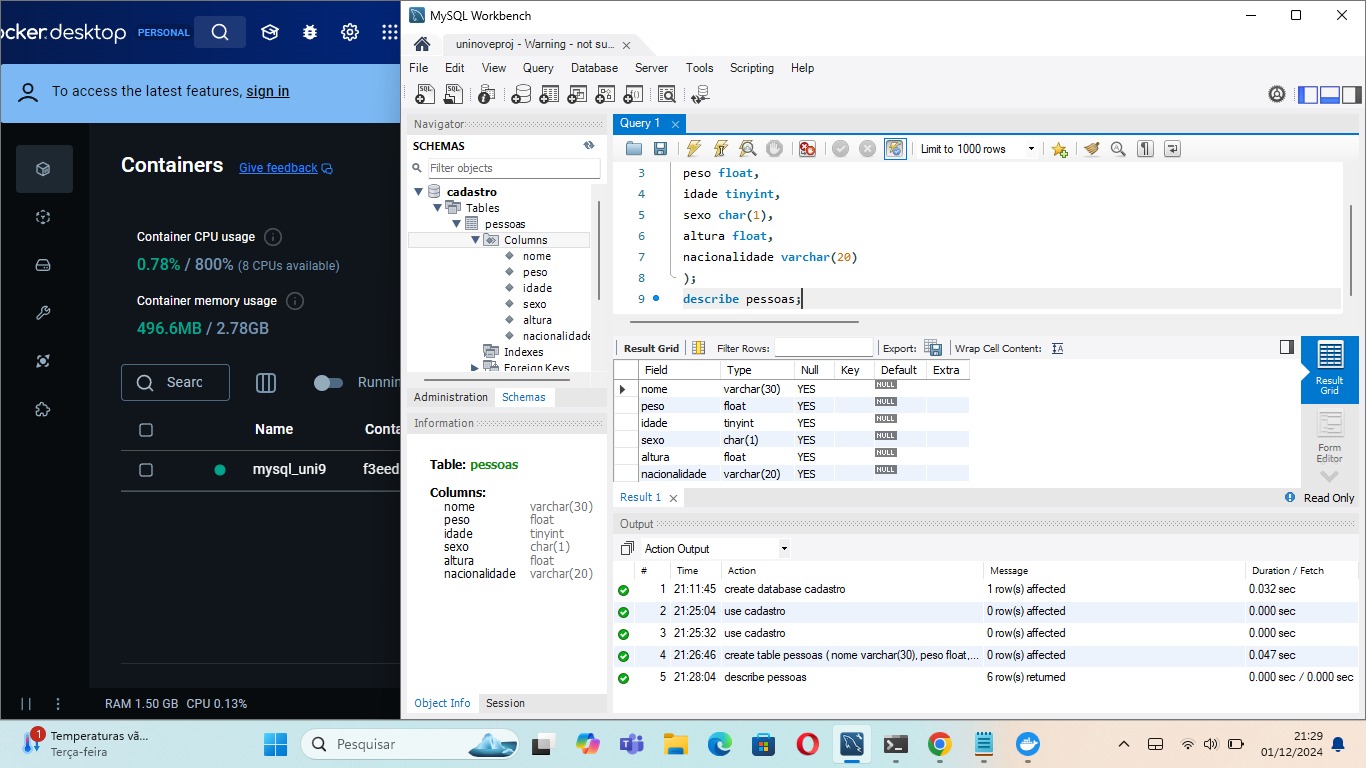 ocker.desktop PERSONAL
To access the latest features, sign in
Containers Give feedback
Container CPU usage
0.78% / 800% (8 CPUs available)
Container memory usage
496.6MB / 2.78GB
Searc
Runnin
Name Conta
mysql_uni9 f3eed
RAM 1.50 GB CPU 0.13%
MySQL Workbench
uninoveproj - Warning - not su...
File Edit View Query Database Server Tools Scripting Help
Navigator
SCHEMAS
Filter objects
cadastro
Tables
pessoas
Columns
nome
peso
idade
sexo
altura
nacionalidade
Indexes
Foreign Keys
Administration Schemas
Information
Table: pessoas
Columns:
nome varchar(30)
peso float
idade tinyint
sexo char(1)
altura float
nacionalidade varchar(20)
Object Info Session
Query 1
Limit to 1000 rows
3 peso float,
4 idade tinyint,
5 sexo char(1),
6 altura float,
7 nacionalidade varchar(20)
8 );
9 describe pessoas;
Result Grid Filter Rows: Export: Wrap Cell Content:
Field Type Null Key Default Extra
nome varchar(30) YES NULL
peso float YES NULL
idade tinyint YES NULL
sexo char(1) YES NULL
altura float YES NULL
nacionalidade varchar(20) YES NULL
Result Grid
Form Editor
Result 1
Read Only
Output
Action Output
# Time Action Message Duration / Fetch
1 21:11:45 create database cadastro 1 row(s) affected 0.032 sec
2 21:25:04 use cadastro 0 row(s) affected 0.000 sec
3 21:25:32 use cadastro 0 row(s) affected 0.000 sec
4 21:26:46 create table pessoas ( nome varchar(30), peso float,... 0 row(s) affected 0.047 sec
5 21:28:04 describe pessoas 6 row(s) returned 0.000 sec / 0.000 sec
1
Temperaturas vã...
Terça-feira
Pesquisar
21:29
01/12/2024